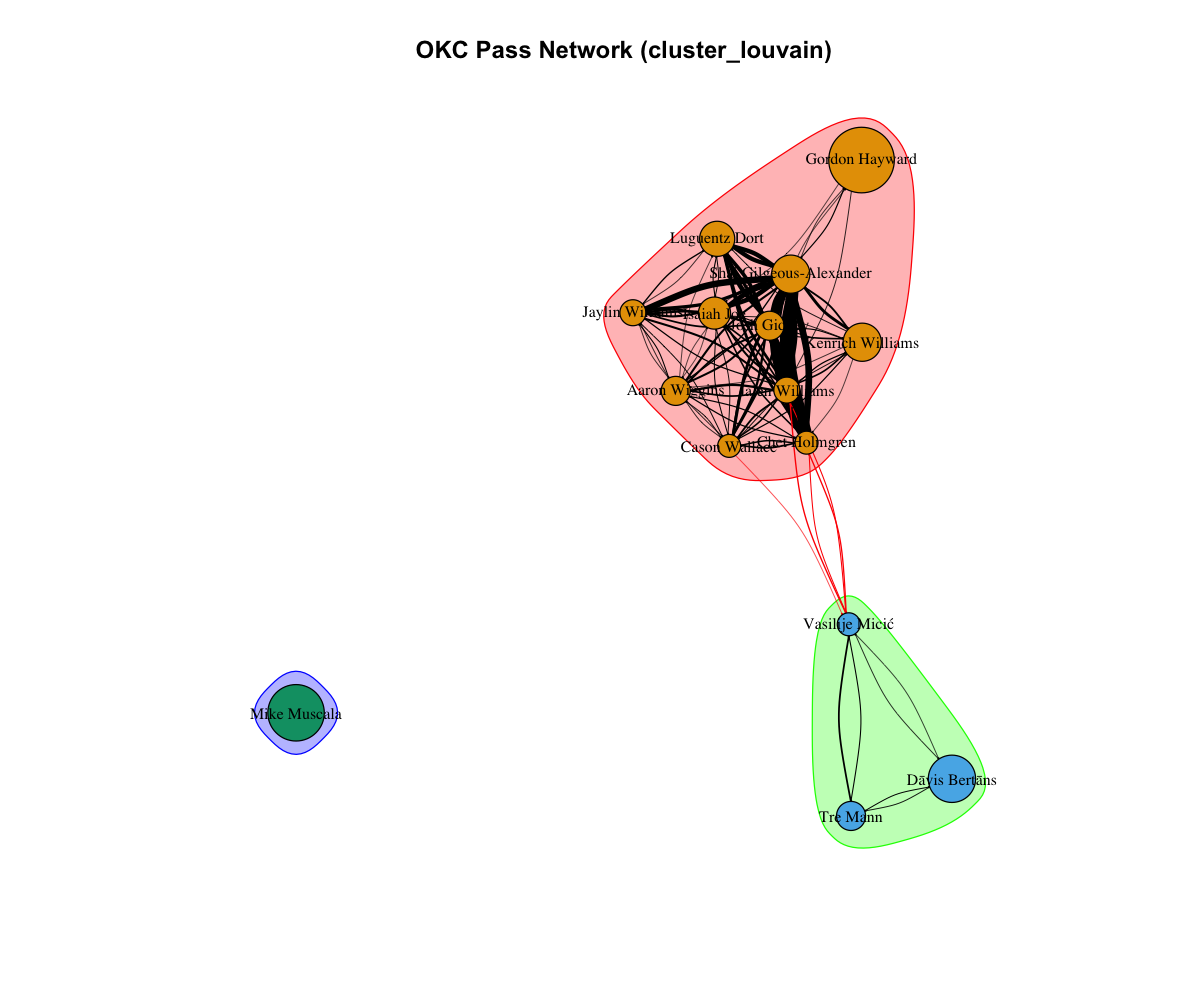 OKC Pass Network (cluster_louvain)
Gordon Hayward
Luguentz Dort
Shai Gilgeous-Alexander
Jaylin Williams
Isaiah Joe
Josh Giddey
Kenrich Williams
Aaron Wiggins
Jalen Williams
Cason Wallace
Chet Holmgren
Vasilije Micić
Mike Muscala
Dāvis Bertāns
Tre Mann